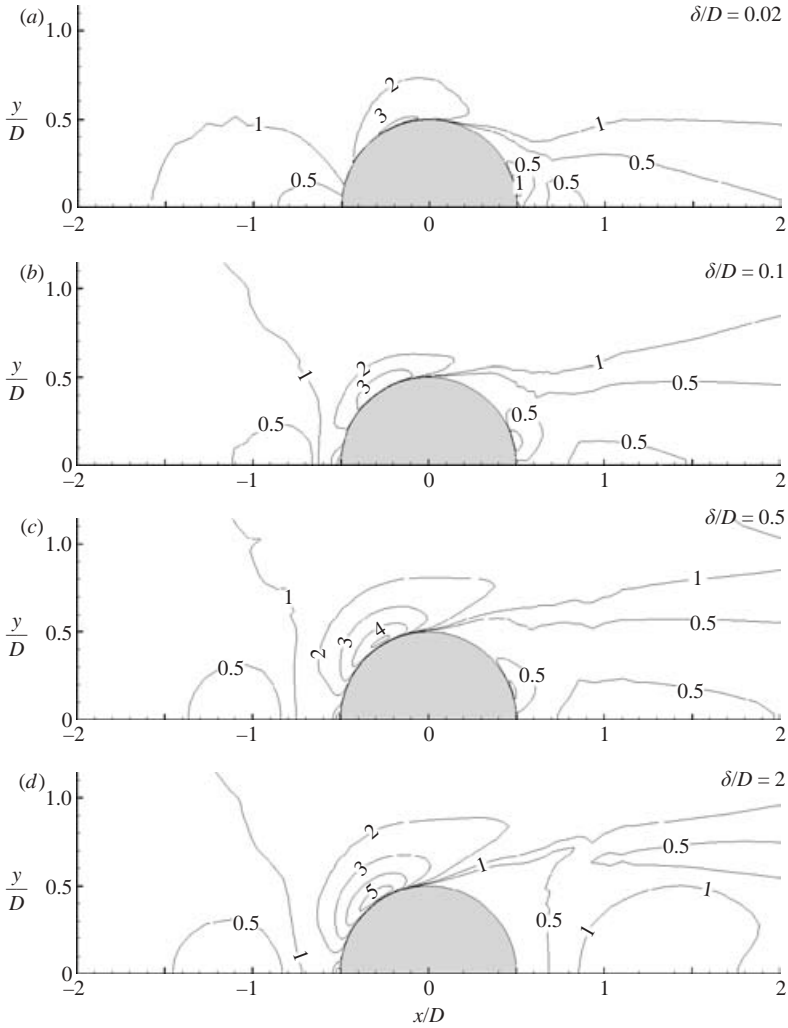 (a) δ/D = 0.02
1.0
2
y/D 0.5 1 3 1 0.5
0.5 0.5 1 0.5
0
−2 −1 0 1 2
(b) δ/D = 0.1
1.0
1
y/D 0.5 2 3 1 0.5
0.5 0.5 0.5
0
−2 −1 0 1 2
(c) δ/D = 0.5
1.0
1 1
y/D 0.5 2 3 4 0.5
0.5 0.5 0.5
0
−2 −1 0 1 2
(d) δ/D = 2
1.0
2
y/D 0.5 3 5 1 0.5
0.5 1 0.5 1 1
0
−2 −1 0 1 2
x/D